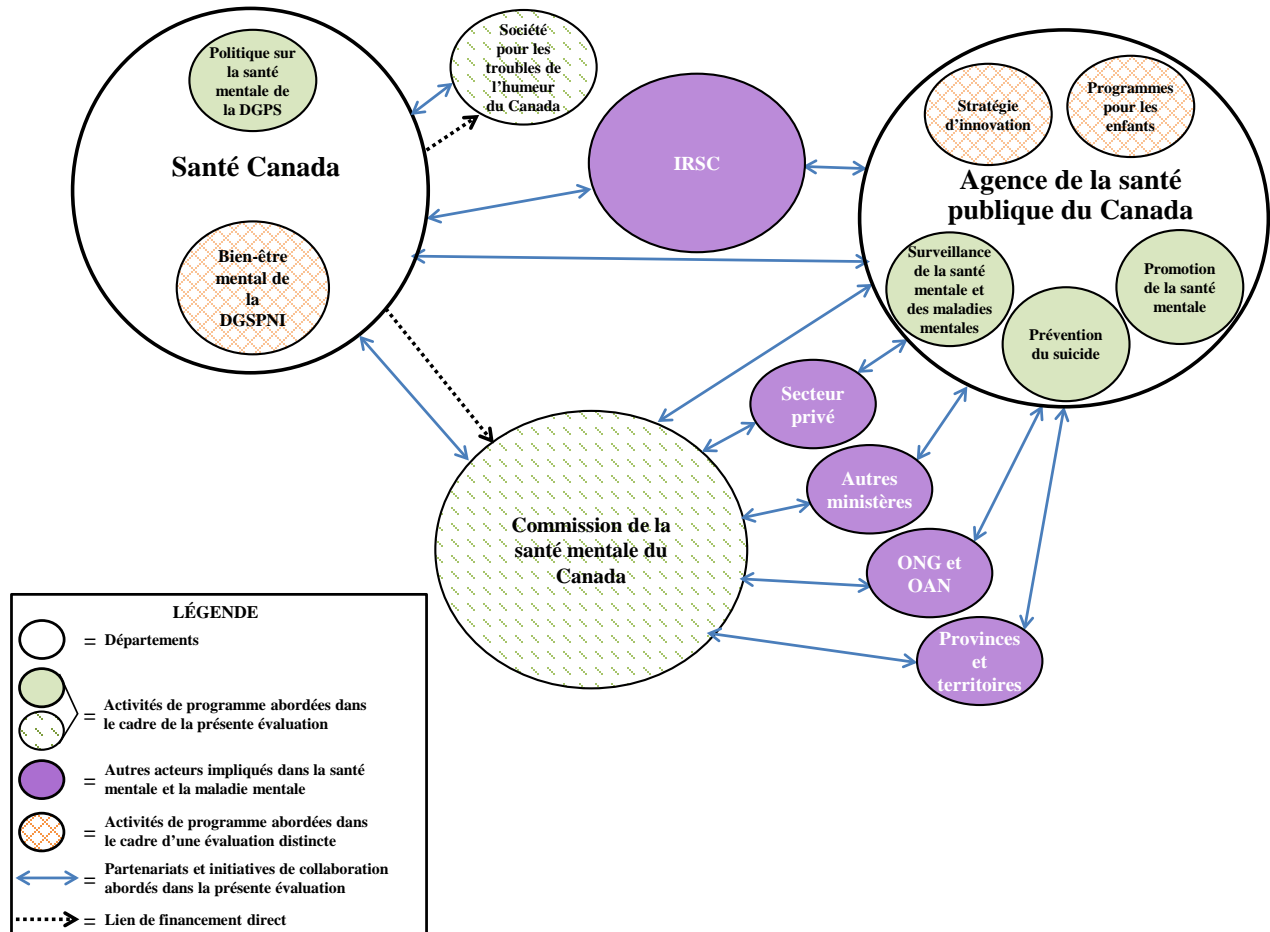 Politique sur
la santé
mentale de
la DGPS
Santé Canada
Bien-être
mental de
la
DGSPNI
Société
pour les
troubles de
l'humeur
du Canada
IRSC
Stratégie
d'innovation
Programmes
pour les
enfants
Agence de la santé
publique du Canada
Surveillance
de la santé
mentale et
des maladies
mentales
Prévention
du suicide
Promotion
de la santé
mentale
Secteur
privé
Autres
ministères
ONG et
OAN
Provinces
et
territoires
Commission de la
santé mentale du
Canada
LÉGENDE
= Départements
= Activités de programme abordées dans
le cadre de la présente évaluation
= Autres acteurs impliqués dans la santé
mentale et la maladie mentale
= Activités de programme abordées dans
le cadre d'une évaluation distincte
= Partenariats et initiatives de collaboration
abordés dans la présente évaluation
= Lien de financement direct